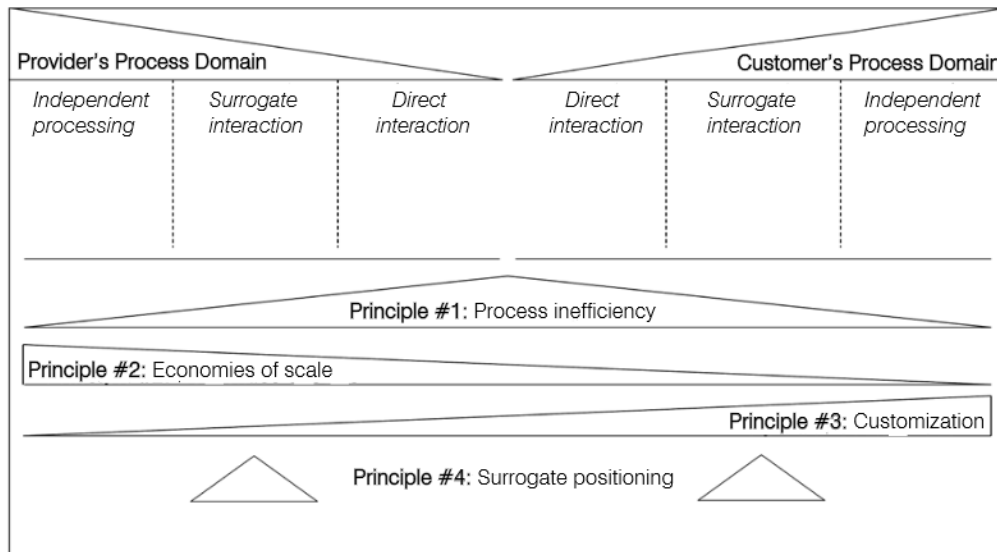 Provider's Process Domain
Customer's Process Domain
Independent processing
Surrogate interaction
Direct interaction
Direct interaction
Surrogate interaction
Independent processing
Principle #1: Process inefficiency
Principle #2: Economies of scale
Principle #3: Customization
Principle #4: Surrogate positioning